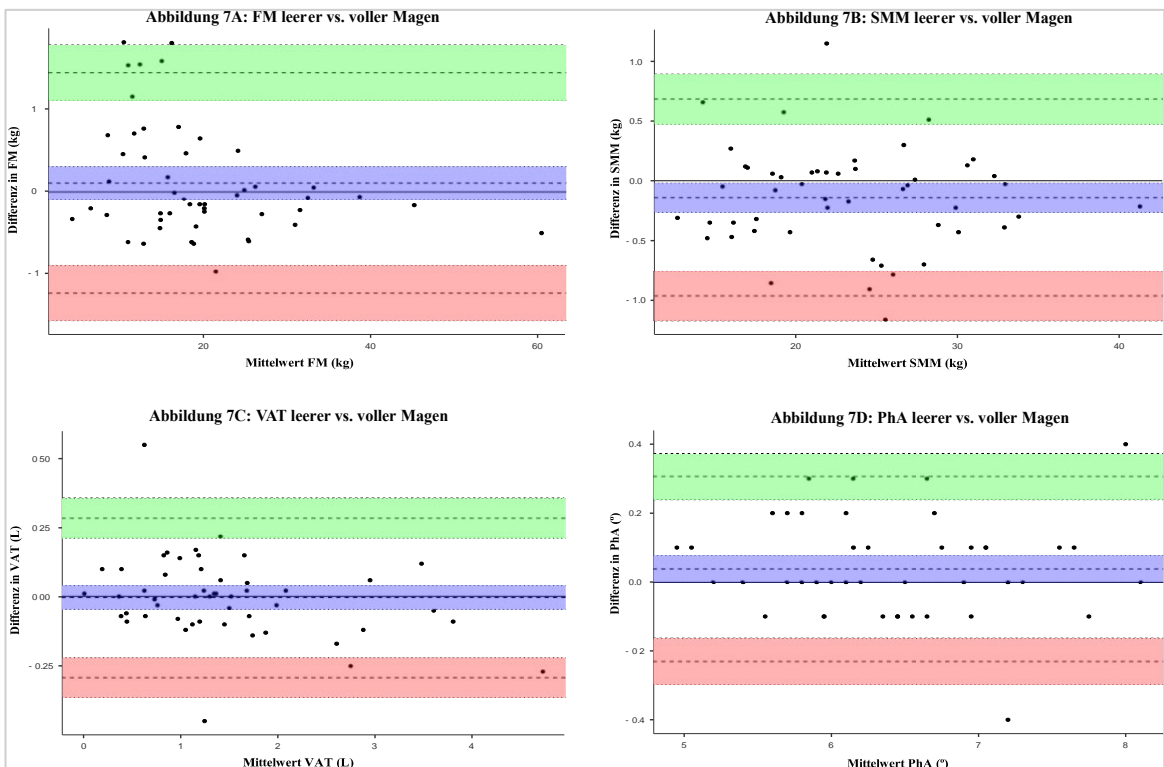 Abbildung 7A: FM leerer vs. voller Magen
Differenz in FM (kg)
1
0
- 1
20
40
60
Mittelwert FM (kg)
Abbildung 7B: SMM leerer vs. voller Magen
Differenz in SMM (kg)
1.0
0.5
0.0
- 0.5
- 1.0
20
30
40
Mittelwert SMM (kg)
Abbildung 7C: VAT leerer vs. voller Magen
Differenz in VAT (L)
0 50
0.25
0.00
- 0.25
0
1
2
3
4
Mittelwert VAT (L)
Abbildung 7D: PhA leerer vs. voller Magen
Differenz in PhA (º)
0.4
0.2
0.0
- 0.2
- 0.4
5
6
7
8
Mittelwert PhA (º)